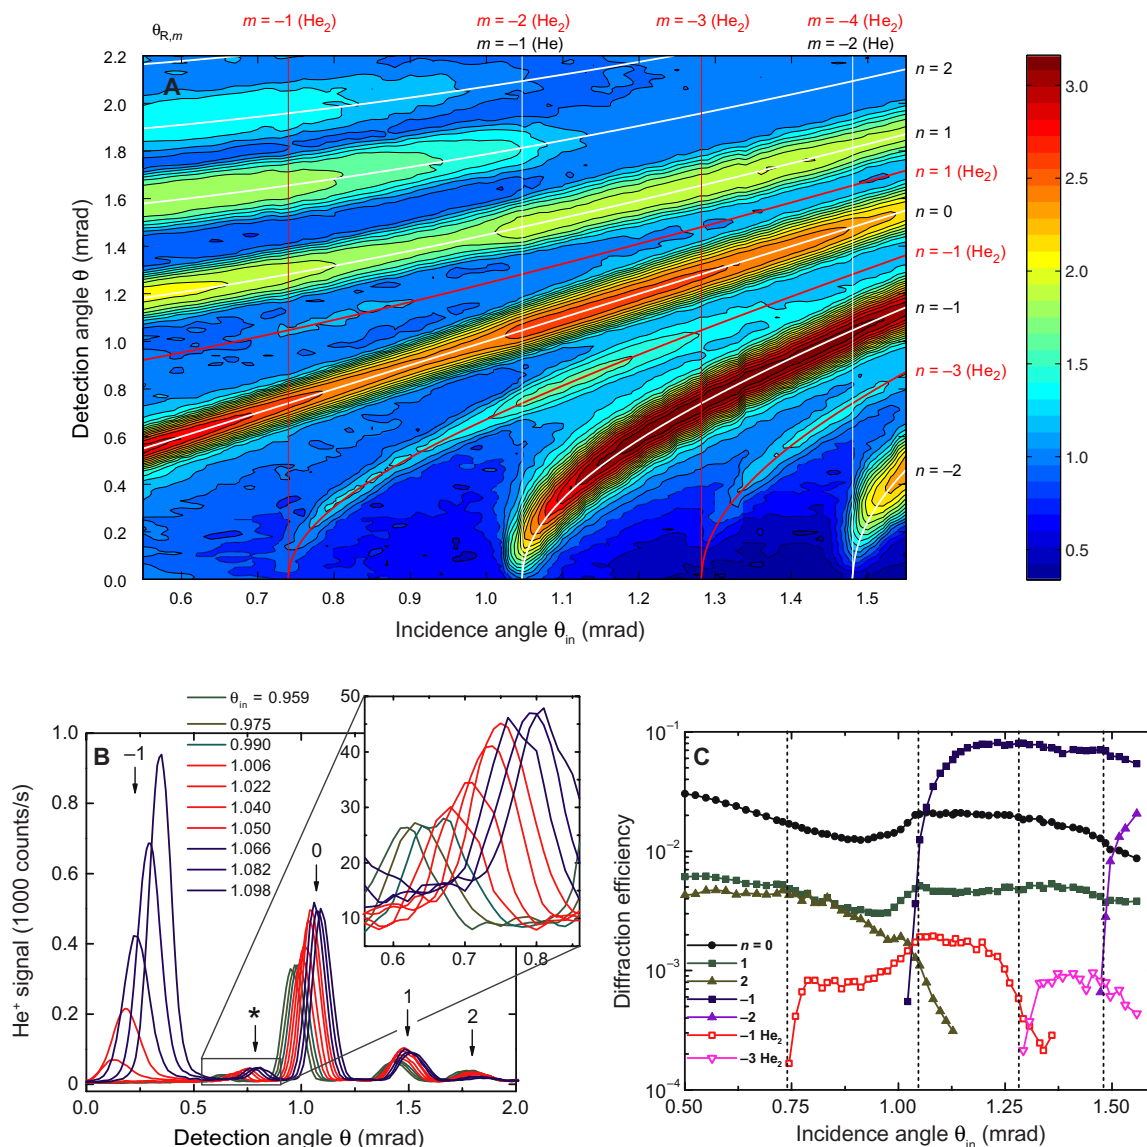 θR,m
m = –1 (He2)
m = –2 (He2)
m = –3 (He2)
m = –4 (He2)
m = –1 (He)
m = –2 (He)
A
2.2
2.0
1.8
1.6
1.4
1.2
1.0
0.8
0.6
0.4
0.2
0.0
Detection angle θ (mrad)
0.6
0.7
0.8
0.9
1.0
1.1
1.2
1.3
1.4
1.5
Incidence angle θin (mrad)
n = 2
n = 1
n = 1 (He2)
n = 0
n = –1 (He2)
n = –1
n = –3 (He2)
n = –2
3.0
2.5
2.0
1.5
1.0
0.5
B
θin = 0.959
0.975
0.990
1.006
1.022
1.040
1.050
1.066
1.082
1.098
–1
*
0
1
2
1.0
0.8
0.6
0.4
0.2
0
He+ signal (1000 counts/s)
0.0
0.5
1.0
1.5
2.0
Detection angle θ (mrad)
50
40
30
20
10
0.6
0.7
0.8
C
10–1
10–2
10–3
10–4
Diffraction efficiency
n = 0
1
2
–1
–2
–1 He2
–3 He2
0.50
0.75
1.00
1.25
1.50
Incidence angle θin (mrad)